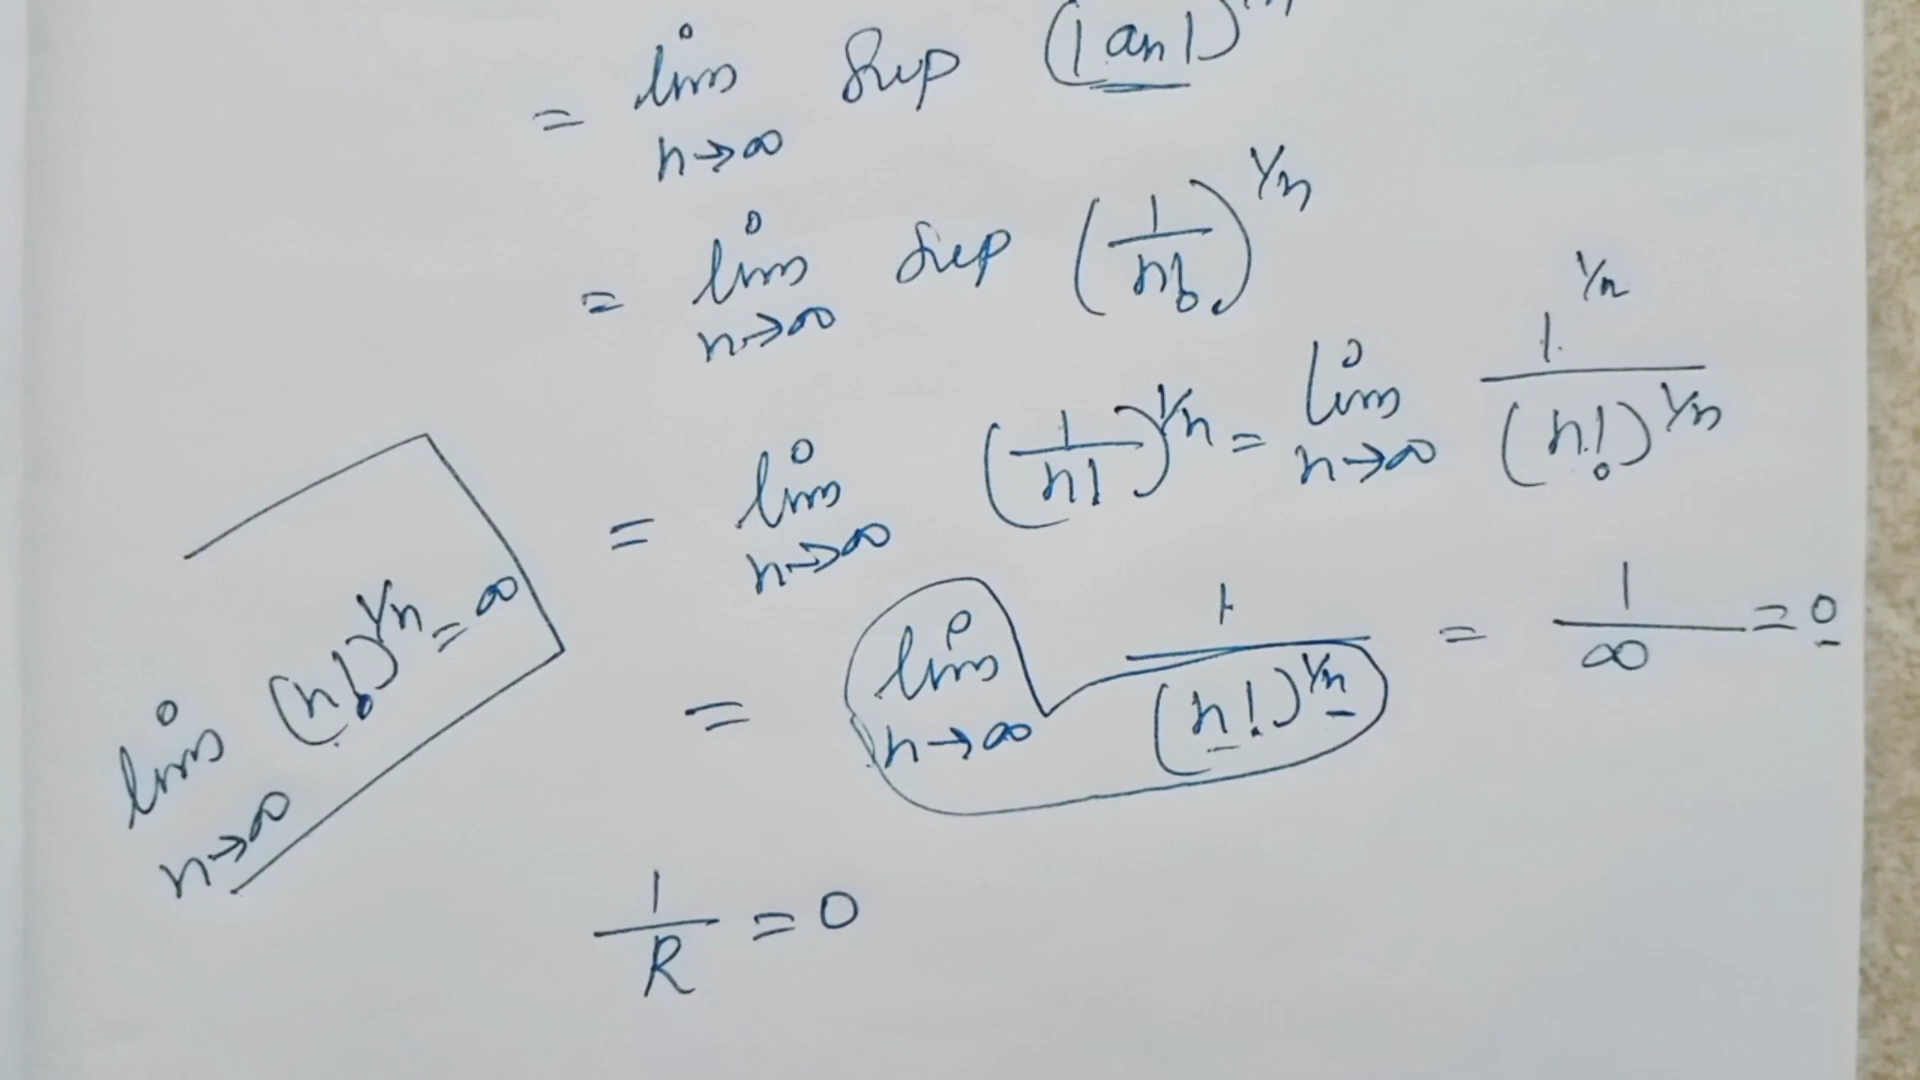 = lim Sup (|an|)
n→∞
= lim Sup (1/n!)^1/n
n→∞
= lim (1/n!)^1/n = lim 1^1/n/(n!)^1/n
n→∞ n→∞
= lim 1/(n!)^1/n = 1/∞ = 0
n→∞
lim (n!)^1/n = ∞
n→∞
1/R = 0